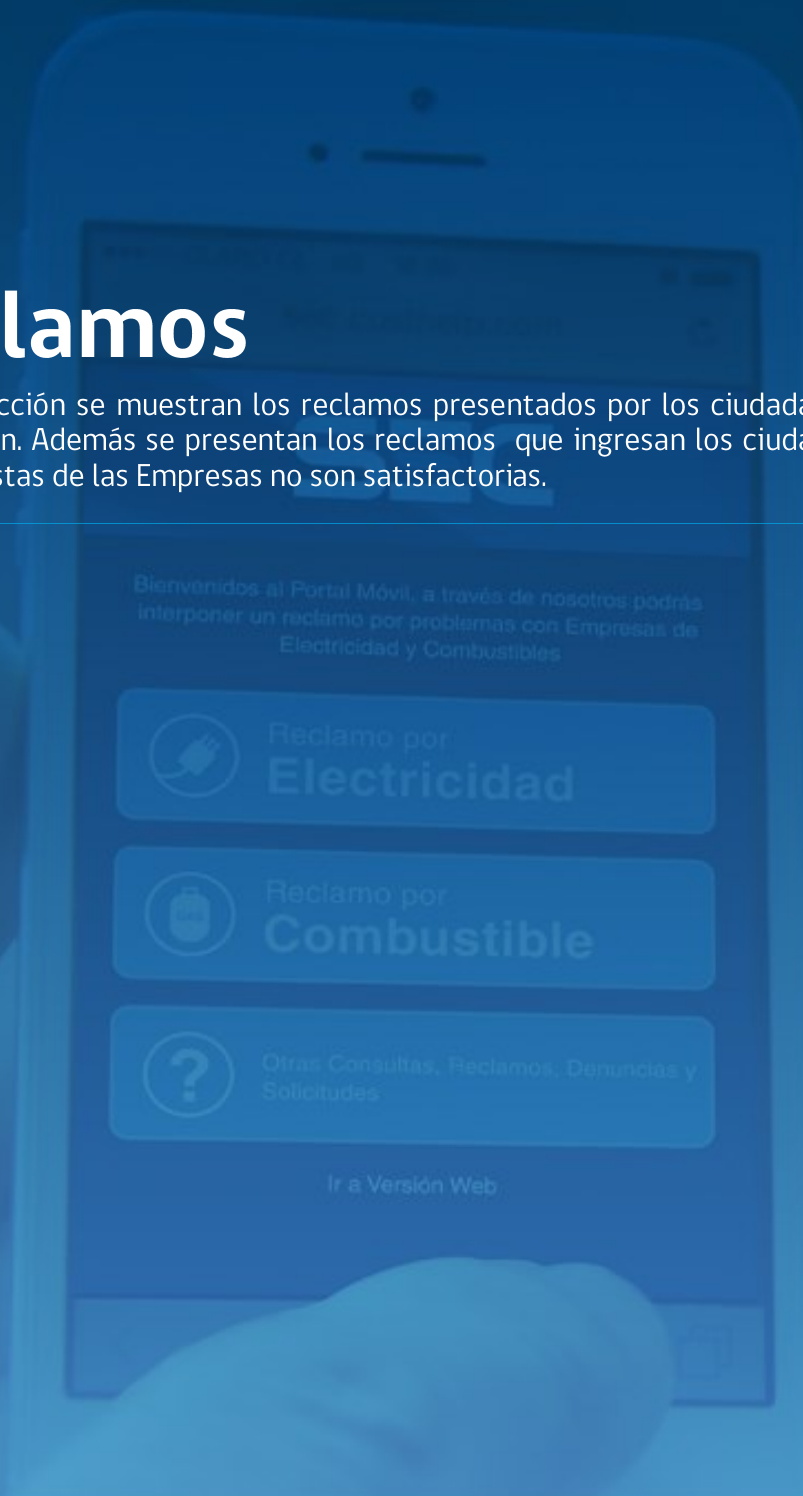 lamos
cción se muestran los reclamos presentados por los ciudada
n. Además se presentan los reclamos que ingresan los ciuda
stas de las Empresas no son satisfactorias.
SEC
Bienvenidos al Portal Móvil, a través de nosotros podrás
interponer un reclamo por problemas con Empresas de
Electricidad y Combustibles
Reclamo por
Electricidad
Reclamo por
Combustible
Otras Consultas, Reclamos, Denuncias y
Solicitudes
Ir a Versión Web